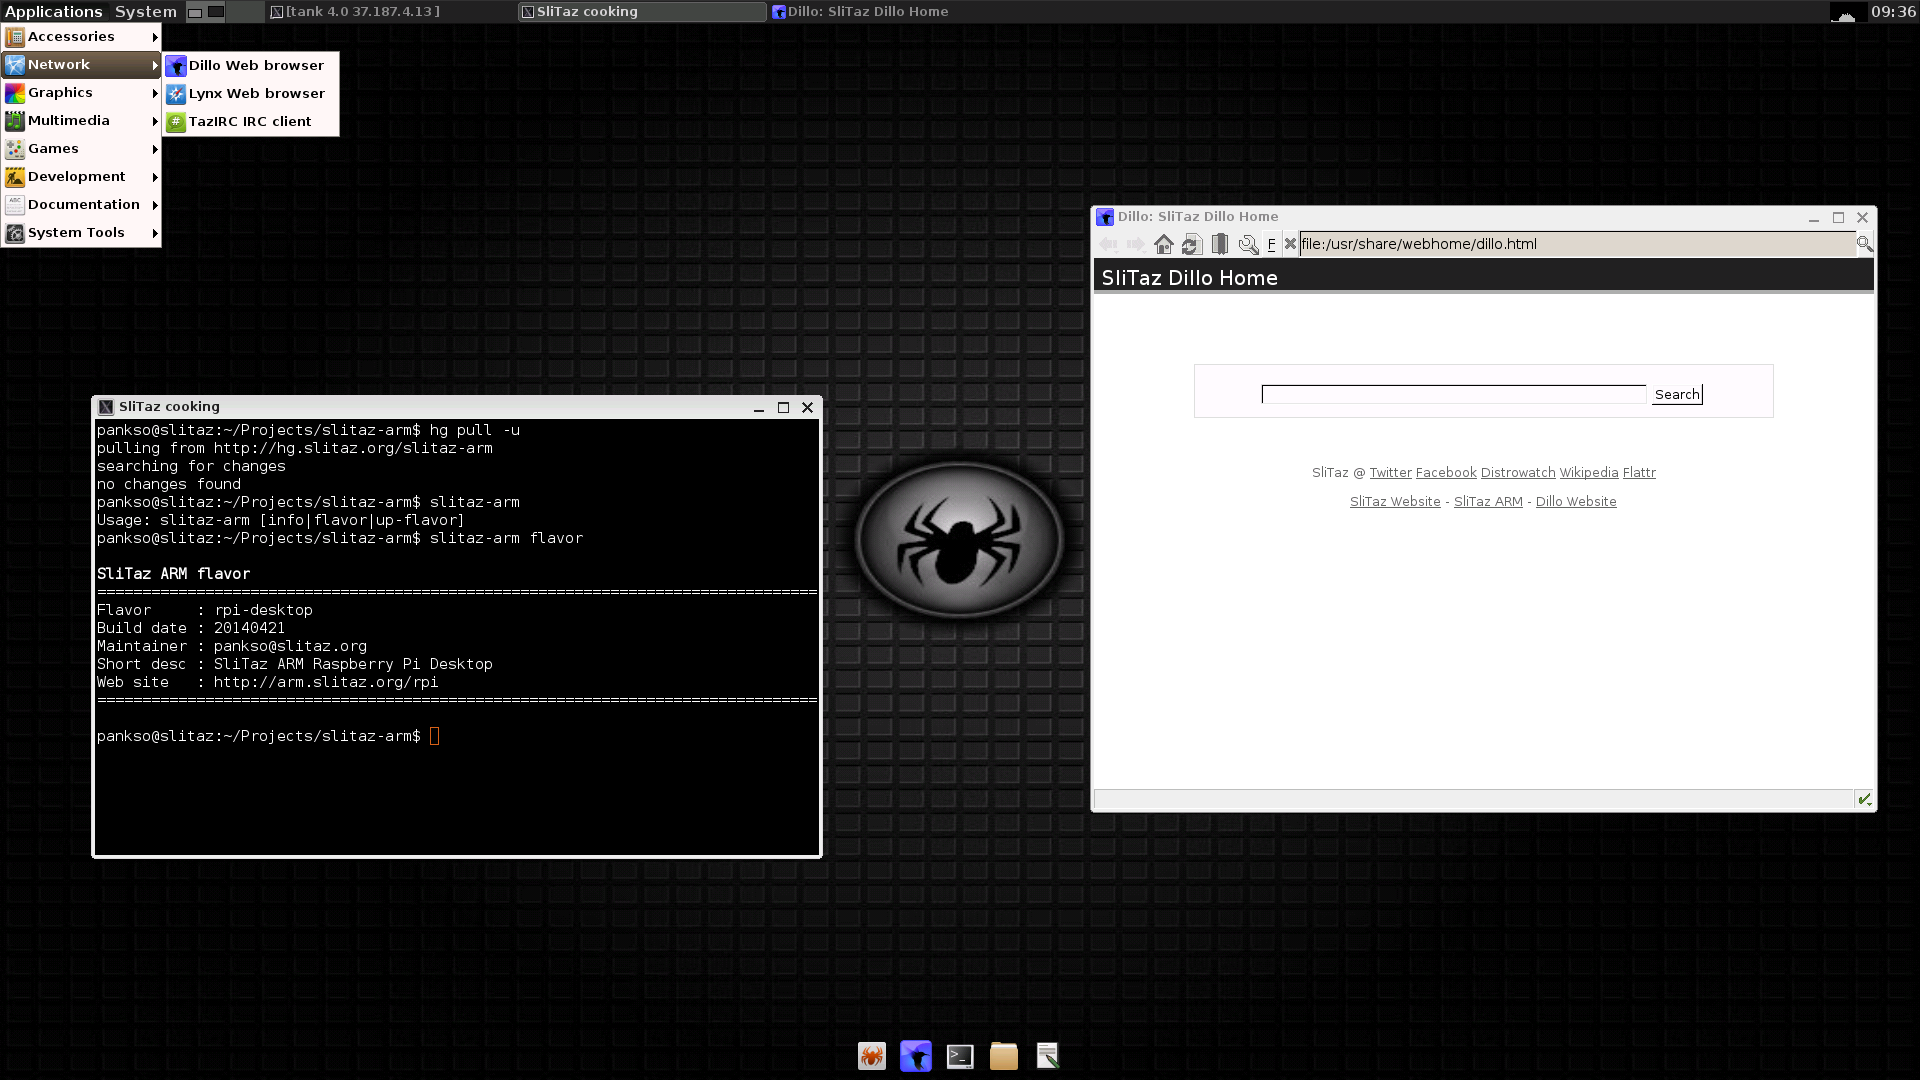 Applications System [tank 4.0 37.187.4.13 ] SliTaz cooking Dillo: SliTaz Dillo Home 09:36
Accessories
Network
Graphics
Multimedia
Games
Development
Documentation
System Tools
Dillo Web browser
Lynx Web browser
TazIRC IRC client
SliTaz cooking
pankso@slitaz:~/Projects/slitaz-arm$ hg pull -u
pulling from http://hg.slitaz.org/slitaz-arm
searching for changes
no changes found
pankso@slitaz:~/Projects/slitaz-arm$ slitaz-arm
Usage: slitaz-arm [info|flavor|up-flavor]
pankso@slitaz:~/Projects/slitaz-arm$ slitaz-arm flavor
SliTaz ARM flavor
================================================================================
Flavor     : rpi-desktop
Build date : 20140421
Maintainer : pankso@slitaz.org
Short desc : SliTaz ARM Raspberry Pi Desktop
Web site   : http://arm.slitaz.org/rpi
================================================================================
pankso@slitaz:~/Projects/slitaz-arm$
Dillo: SliTaz Dillo Home
F file:/usr/share/webhome/dillo.html
SliTaz Dillo Home
Search
SliTaz @ Twitter Facebook Distrowatch Wikipedia Flattr
SliTaz Website - SliTaz ARM - Dillo Website